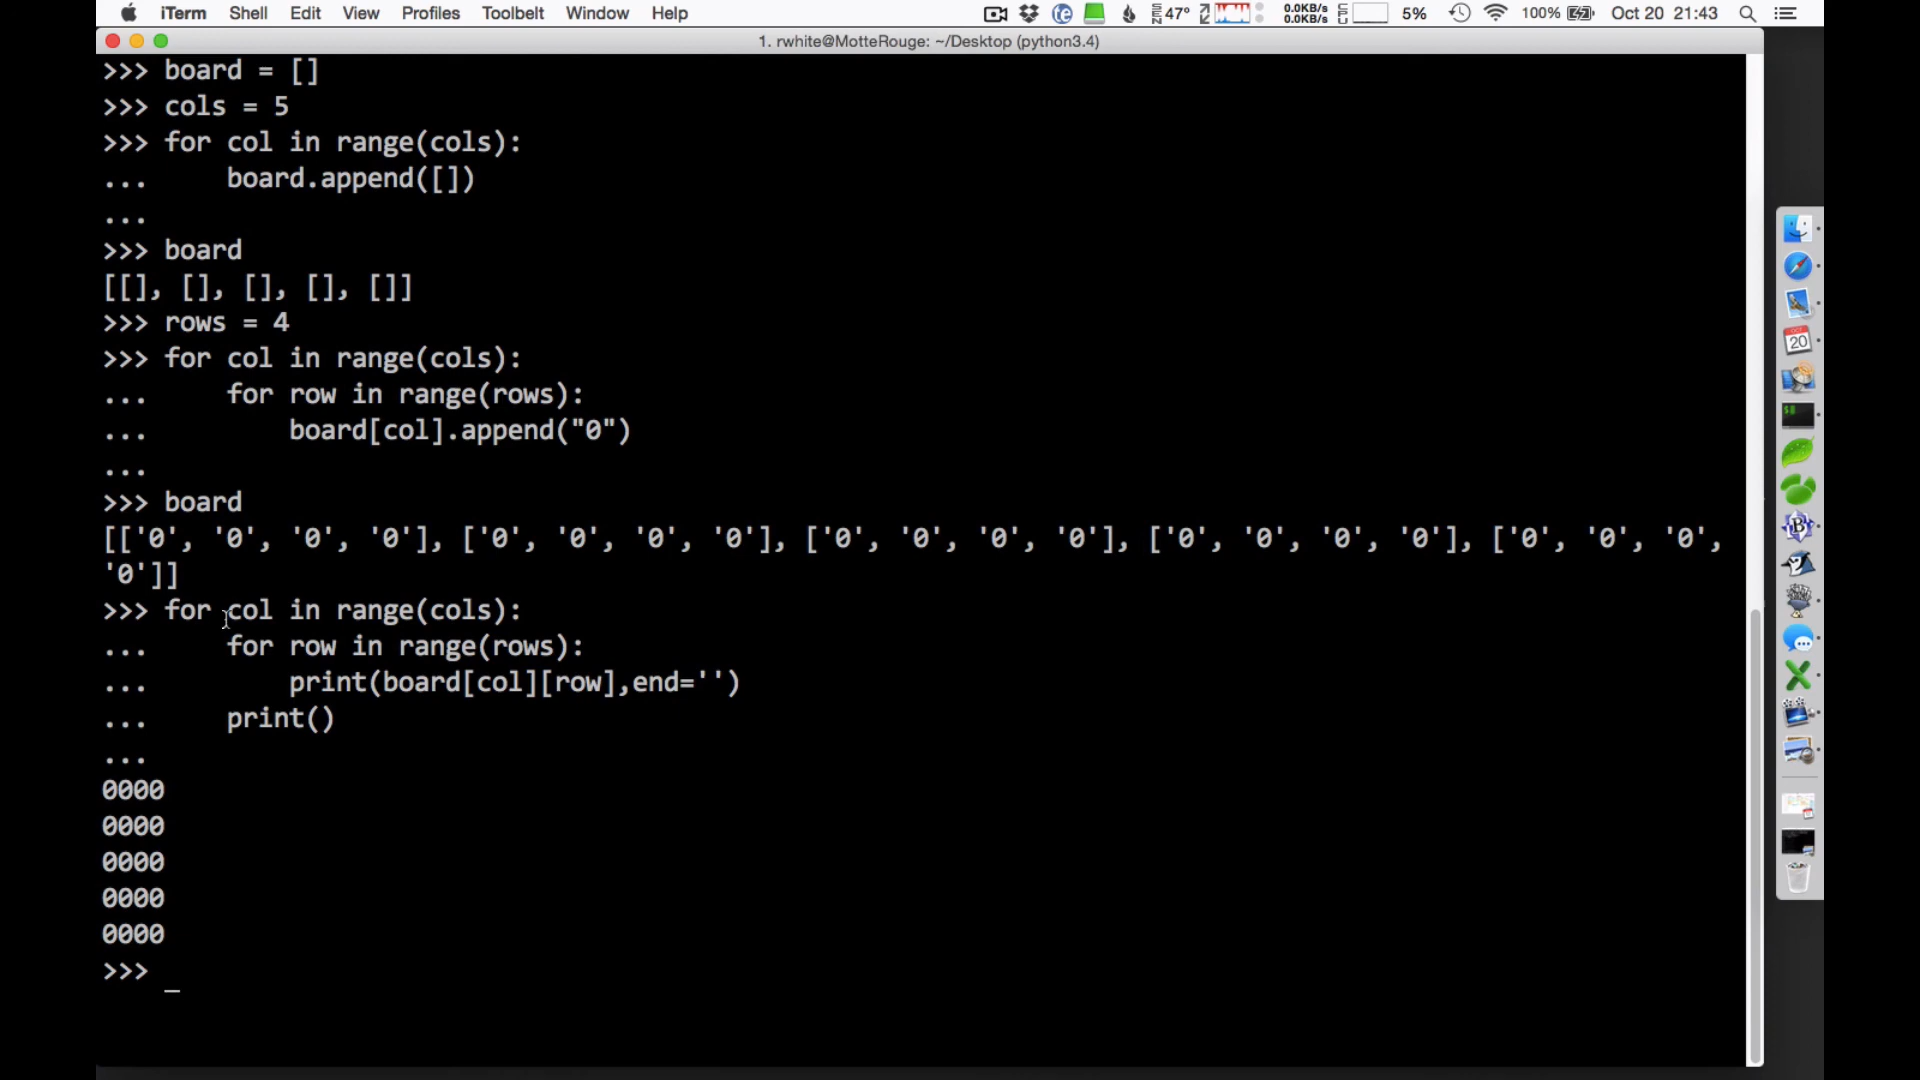 iTerm Shell Edit View Profiles Toolbelt Window Help 47° 0.0KB/s 0.0KB/s 5% 100% Oct 20 21:43
1. rwhite@MotteRouge: ~/Desktop (python3.4)
>>> board = []
>>> cols = 5
>>> for col in range(cols):
...     board.append([])
...
>>> board
[[], [], [], [], []]
>>> rows = 4
>>> for col in range(cols):
...     for row in range(rows):
...         board[col].append("0")
...
>>> board
[['0', '0', '0', '0'], ['0', '0', '0', '0'], ['0', '0', '0', '0'], ['0', '0', '0', '0'], ['0', '0', '0',
'0']]
>>> for col in range(cols):
...     for row in range(rows):
...         print(board[col][row],end='')
...     print()
...
0000
0000
0000
0000
0000
>>> _